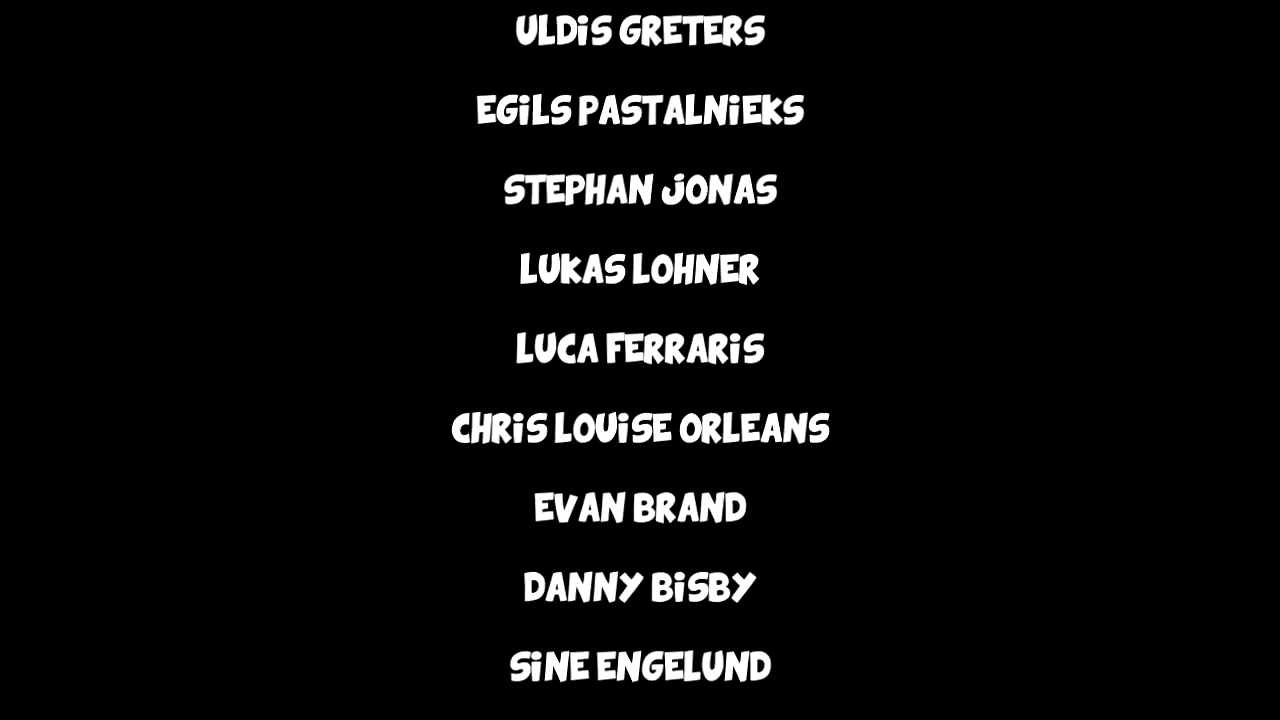 ULDiS GRETERS
EGiLS PASTALNiEKS
STEPHAN jONAS
LUKAS LOHNER
LUCA FERRARiS
CHRiS LOUiSE ORLEANS
EVAN BRAND
DANNY BiSBY
SiNE ENGELUND